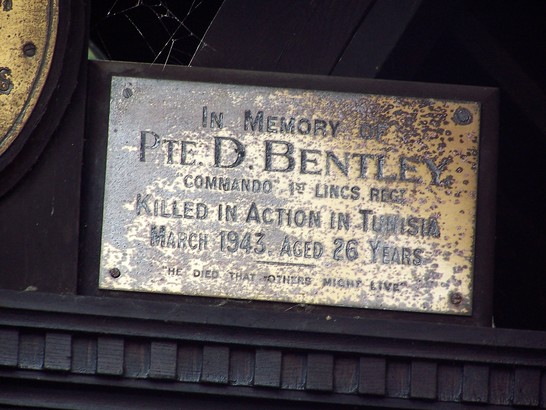 IN MEMORY OF
PTE. D. BENTLEY,
COMMANDO 1ST LINCS. REGT.
KILLED IN ACTION IN TUNISIA
MARCH 1943. AGED 26 YEARS.
"HE DIED THAT OTHERS MIGHT LIVE"